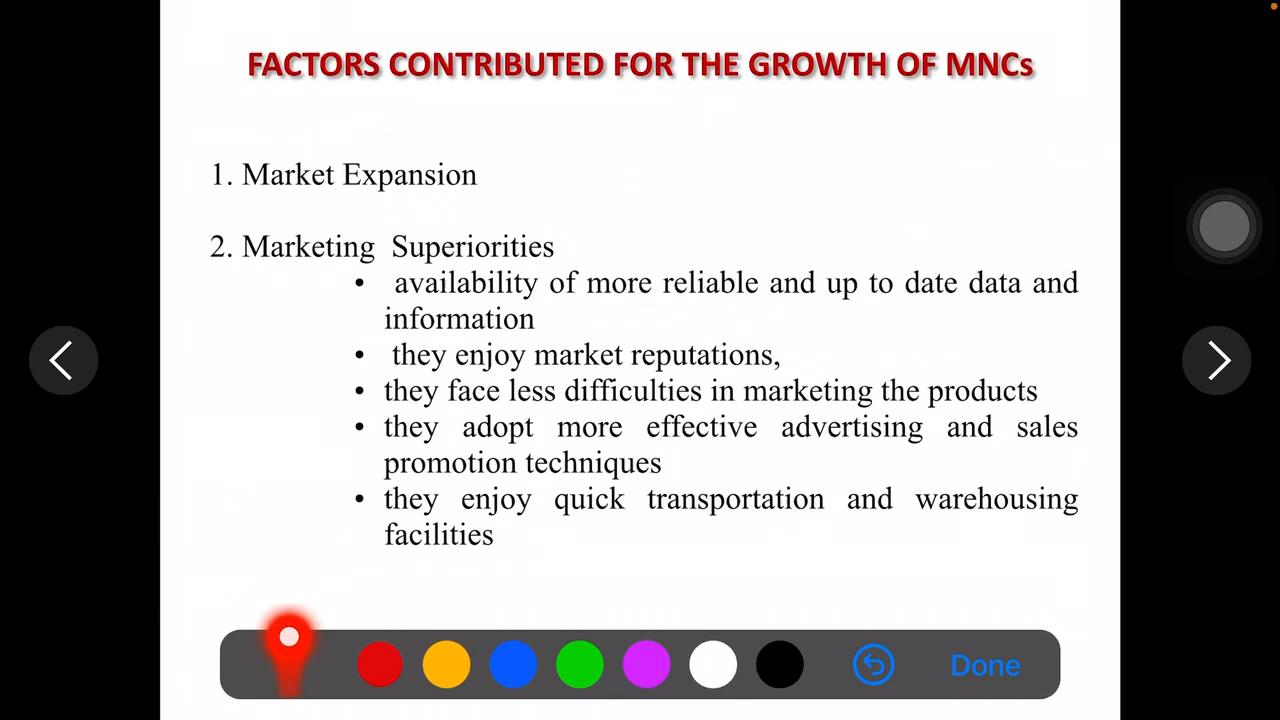 FACTORS CONTRIBUTED FOR THE GROWTH OF MNCs
1. Market Expansion
2. Marketing Superiorities
• availability of more reliable and up to date data and
information
• they enjoy market reputations,
• they face less difficulties in marketing the products
• they adopt more effective advertising and sales
promotion techniques
• they enjoy quick transportation and warehousing
facilities
Done